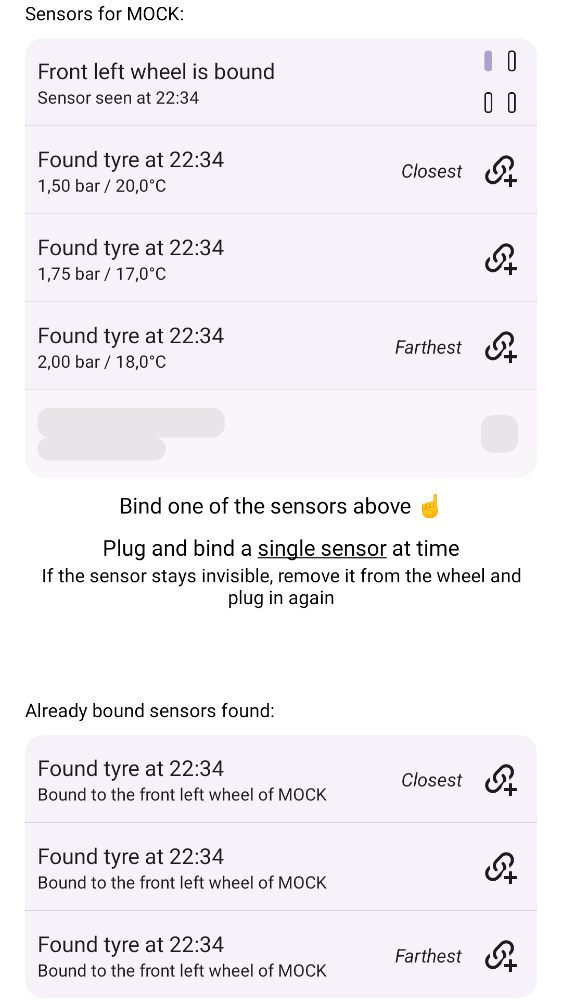 Sensors for MOCK:
Front left wheel is bound
Sensor seen at 22:34
Found tyre at 22:34
1,50 bar / 20,0°C
Closest
Found tyre at 22:34
1,75 bar / 17,0°C
Found tyre at 22:34
2,00 bar / 18,0°C
Farthest
Bind one of the sensors above ☝️
Plug and bind a single sensor at time
If the sensor stays invisible, remove it from the wheel and
plug in again
Already bound sensors found:
Found tyre at 22:34
Bound to the front left wheel of MOCK
Closest
Found tyre at 22:34
Bound to the front left wheel of MOCK
Found tyre at 22:34
Bound to the front left wheel of MOCK
Farthest